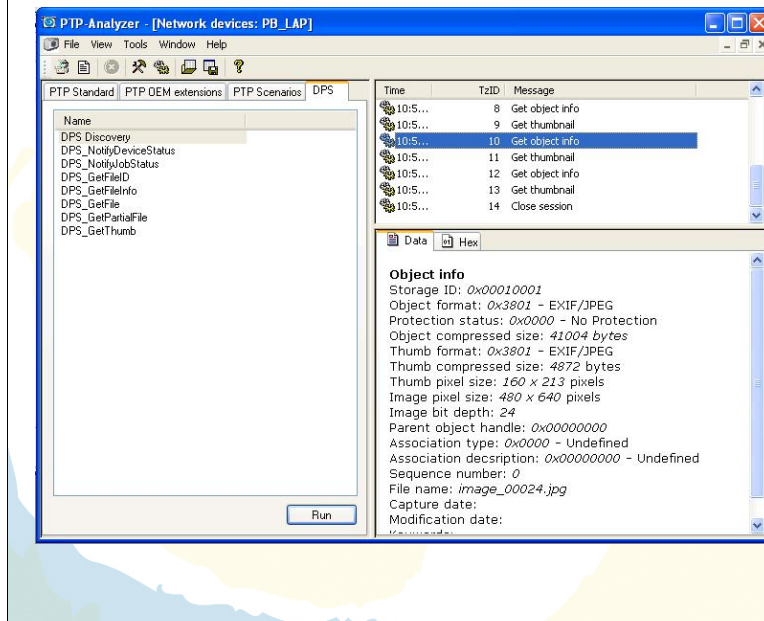 PTP-Analyzer - [Network devices: PB_LAP]
File View Tools Window Help
PTP Standard PTP OEM extensions PTP Scenarios DPS
Name
DPS Discovery
DPS_NotifyDeviceStatus
DPS_NotifyJobStatus
DPS_GetFileID
DPS_GetFileInfo
DPS_GetFile
DPS_GetPartialFile
DPS_GetThumb
Run
Time TzID Message
10:5... 8 Get object info
10:5... 9 Get thumbnail
10:5... 10 Get object info
10:5... 11 Get thumbnail
10:5... 12 Get object info
10:5... 13 Get thumbnail
10:5... 14 Close session
Data Hex
Object info
Storage ID: 0x00010001
Object format: 0x3801 - EXIF/JPEG
Protection status: 0x0000 - No Protection
Object compressed size: 41004 bytes
Thumb format: 0x3801 - EXIF/JPEG
Thumb compressed size: 4872 bytes
Thumb pixel size: 160 x 213 pixels
Image pixel size: 480 x 640 pixels
Image bit depth: 24
Parent object handle: 0x00000000
Association type: 0x0000 - Undefined
Association decsription: 0x00000000 - Undefined
Sequence number: 0
File name: image_00024.jpg
Capture date:
Modification date: